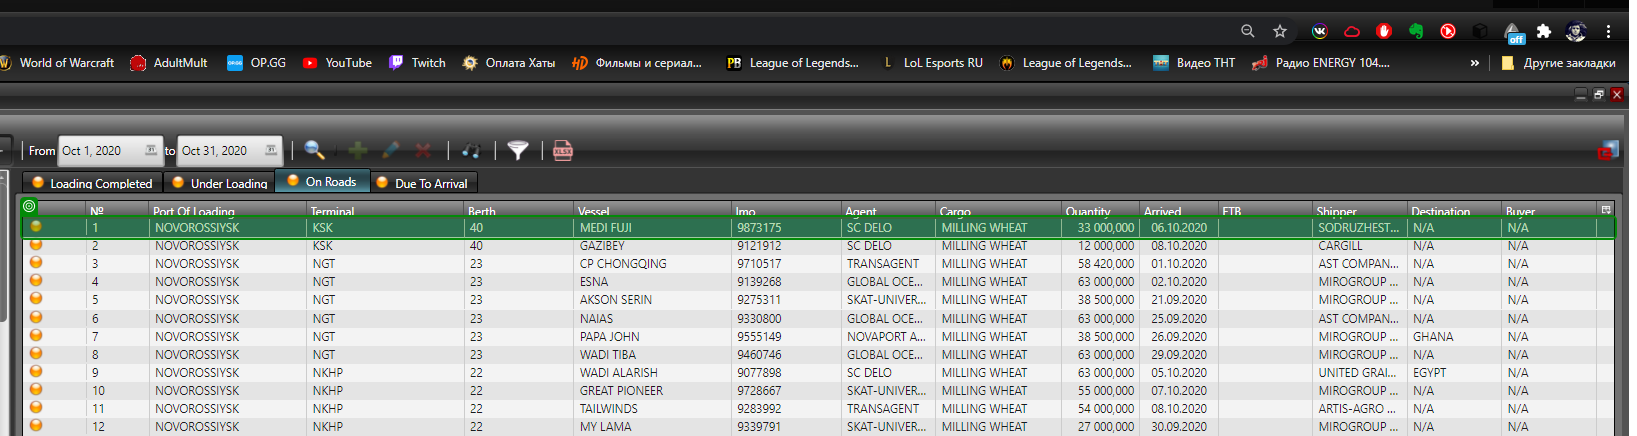 off
World of Warcraft AdultMult OP.GG YouTube Twitch Оплата Хаты Фильмы и сериал... League of Legends... LoL Esports RU League of Legends... Видео ТНТ Радио ENERGY 104.... » Другие закладки
From Oct 1, 2020 to Oct 31, 2020 XLSX
Loading Completed Under Loading On Roads Due To Arrival
№ Port Of Loading Terminal Berth Vessel Imo Agent Cargo Quantity Arrived ETB Shipper Destination Buyer
1 NOVOROSSIYSK KSK 40 MEDI FUJI 9873175 SC DELO MILLING WHEAT 33 000,000 06.10.2020 SODRUZHEST... N/A N/A
2 NOVOROSSIYSK KSK 40 GAZIBEY 9121912 SC DELO MILLING WHEAT 12 000,000 08.10.2020 CARGILL N/A N/A
3 NOVOROSSIYSK NGT 23 CP CHONGQING 9710517 TRANSAGENT MILLING WHEAT 58 420,000 01.10.2020 AST COMPAN... N/A N/A
4 NOVOROSSIYSK NGT 23 ESNA 9139268 GLOBAL OCE... MILLING WHEAT 63 000,000 02.10.2020 MIROGROUP ... N/A N/A
5 NOVOROSSIYSK NGT 23 AKSON SERIN 9275311 SKAT-UNIVER... MILLING WHEAT 38 500,000 21.09.2020 MIROGROUP ... N/A N/A
6 NOVOROSSIYSK NGT 23 NAIAS 9330800 GLOBAL OCE... MILLING WHEAT 63 000,000 25.09.2020 AST COMPAN... N/A N/A
7 NOVOROSSIYSK NGT 23 PAPA JOHN 9555149 NOVAPORT A... MILLING WHEAT 38 500,000 26.09.2020 MIROGROUP ... GHANA N/A
8 NOVOROSSIYSK NGT 23 WADI TIBA 9460746 GLOBAL OCE... MILLING WHEAT 63 000,000 29.09.2020 MIROGROUP ... N/A N/A
9 NOVOROSSIYSK NKHP 22 WADI ALARISH 9077898 SC DELO MILLING WHEAT 63 000,000 05.10.2020 UNITED GRAI... EGYPT N/A
10 NOVOROSSIYSK NKHP 22 GREAT PIONEER 9728667 SKAT-UNIVER... MILLING WHEAT 55 000,000 07.10.2020 MIROGROUP ... N/A N/A
11 NOVOROSSIYSK NKHP 22 TAILWINDS 9283992 TRANSAGENT MILLING WHEAT 54 000,000 08.10.2020 ARTIS-AGRO ... N/A N/A
12 NOVOROSSIYSK NKHP 22 MY LAMA 9339791 SKAT-UNIVER... MILLING WHEAT 27 000,000 30.09.2020 MIROGROUP ... N/A N/A